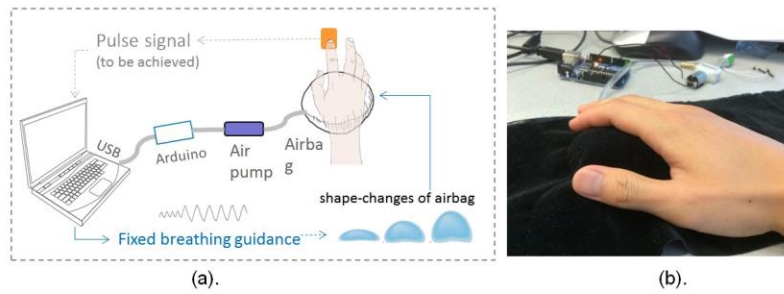 Pulse signal
(to be achieved)
USB
Arduino
Air
pump
Airba
g
shape-changes of airbag
Fixed breathing guidance
(a).
(b).